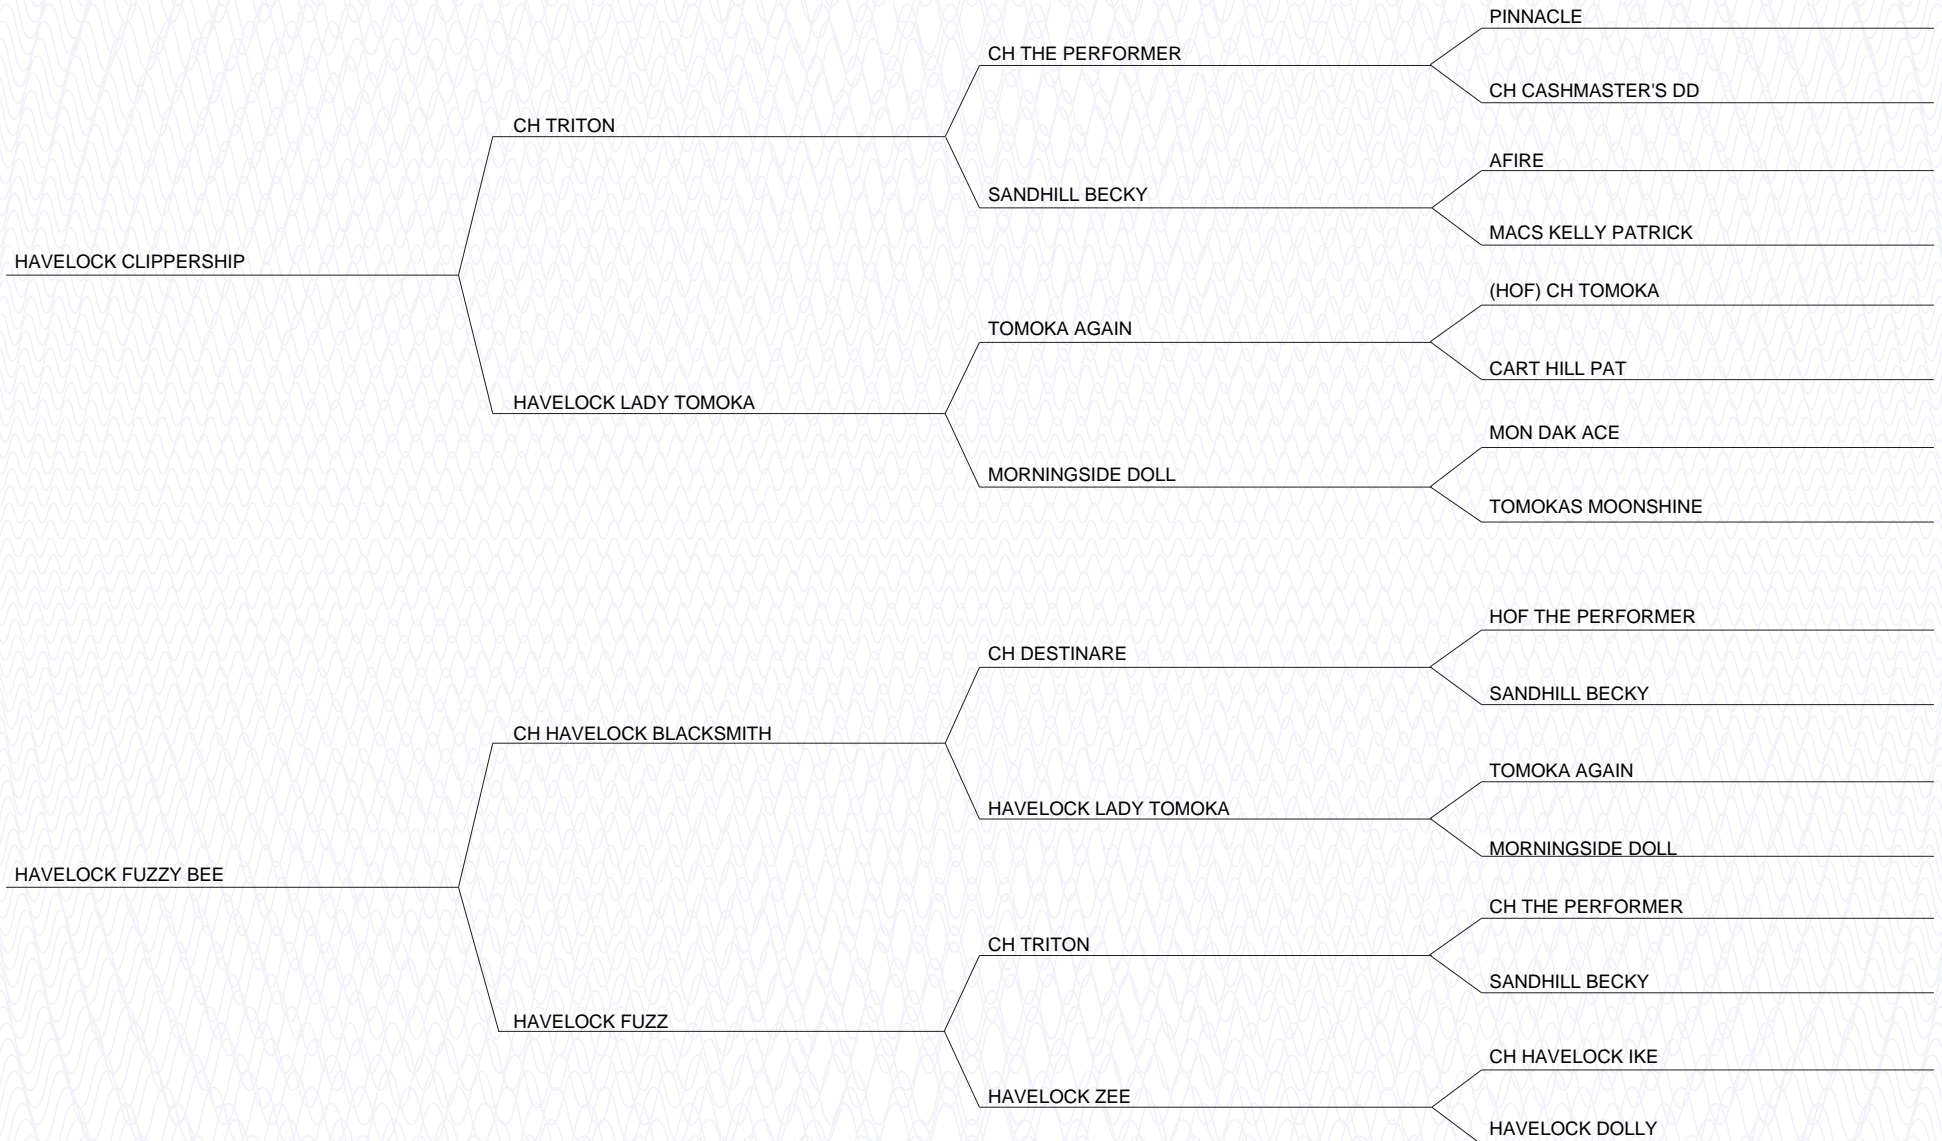 PINNACLE
CH THE PERFORMER
CH CASHMASTER'S DD
CH TRITON
AFIRE
SANDHILL BECKY
MACS KELLY PATRICK
HAVELOCK CLIPPERSHIP
(HOF) CH TOMOKA
TOMOKA AGAIN
CART HILL PAT
HAVELOCK LADY TOMOKA
MON DAK ACE
MORNINGSIDE DOLL
TOMOKAS MOONSHINE
HOF THE PERFORMER
CH DESTINARE
SANDHILL BECKY
CH HAVELOCK BLACKSMITH
TOMOKA AGAIN
HAVELOCK LADY TOMOKA
MORNINGSIDE DOLL
HAVELOCK FUZZY BEE
CH THE PERFORMER
CH TRITON
SANDHILL BECKY
HAVELOCK FUZZ
CH HAVELOCK IKE
HAVELOCK ZEE
HAVELOCK DOLLY